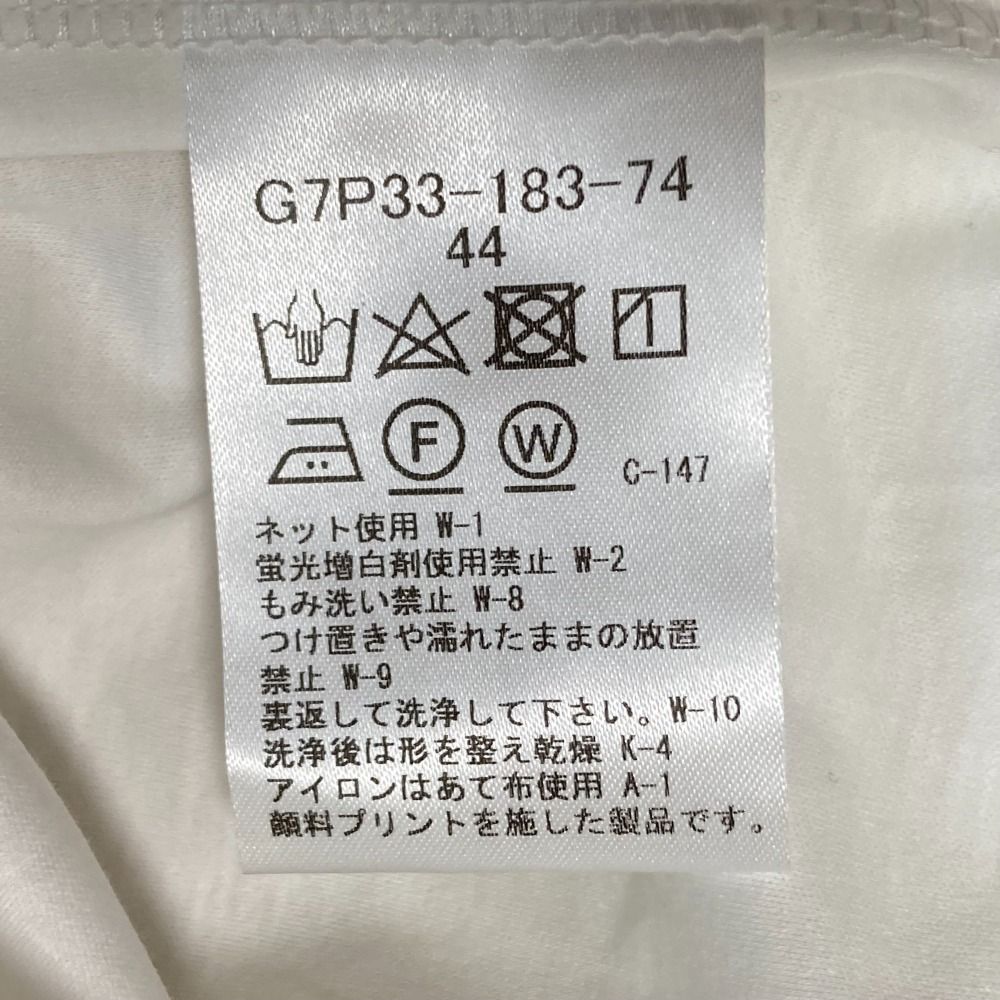 G7P33-183-74
44
1
F W C-147
ネット使用 W-1
蛍光増白剤使用禁止 W-2
もみ洗い禁止 W-8
つけ置きや濡れたままの放置
禁止 W-9
裏返して洗浄して下さい。W-10
洗浄後は形を整え乾燥 K-4
アイロンはあて布使用 A-1
顔料プリントを施した製品です。